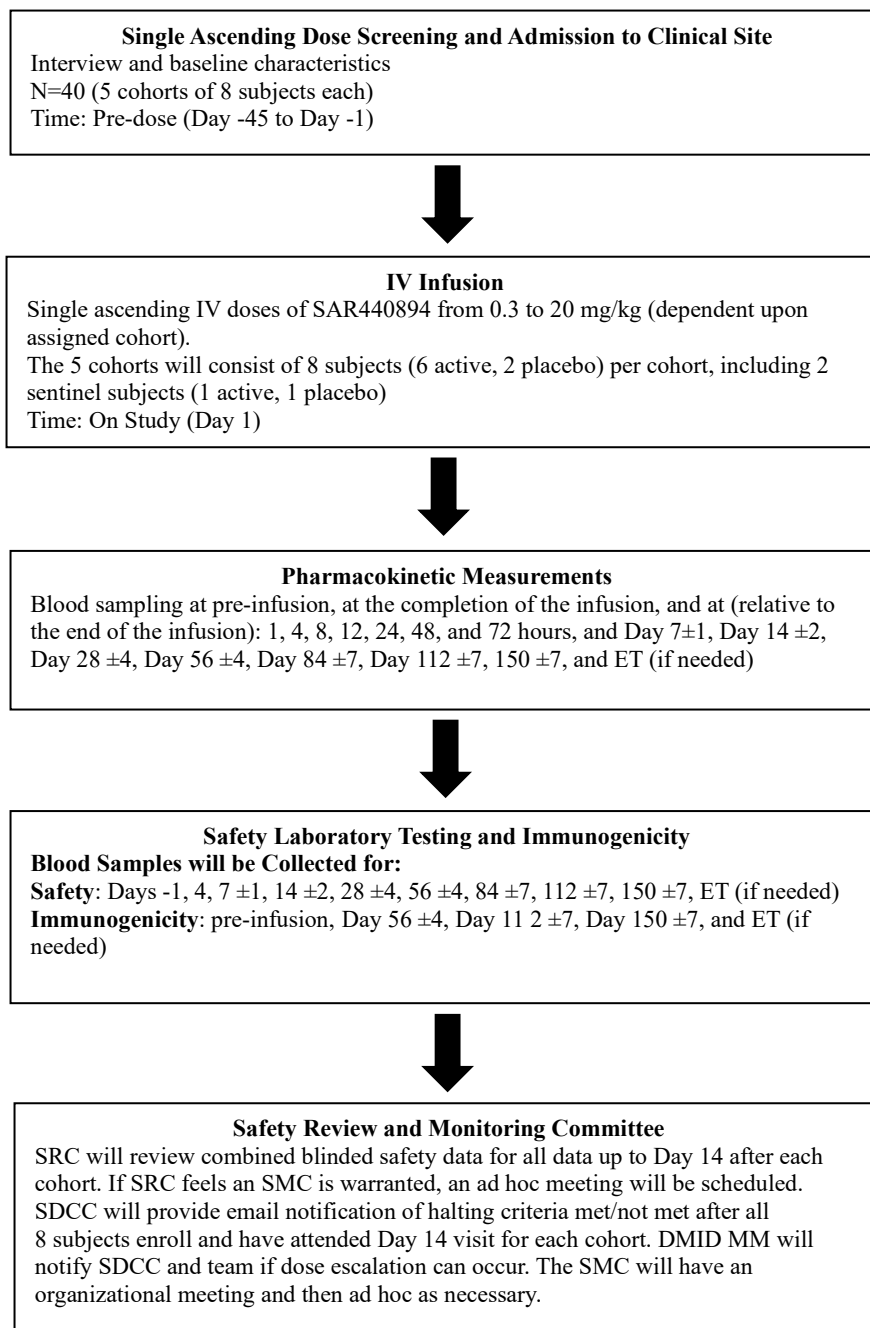 Single Ascending Dose Screening and Admission to Clinical Site
Interview and baseline characteristics
N=40 (5 cohorts of 8 subjects each)
Time: Pre-dose (Day -45 to Day -1)
IV Infusion
Single ascending IV doses of SAR440894 from 0.3 to 20 mg/kg (dependent upon
assigned cohort).
The 5 cohorts will consist of 8 subjects (6 active, 2 placebo) per cohort, including 2
sentinel subjects (1 active, 1 placebo)
Time: On Study (Day 1)
Pharmacokinetic Measurements
Blood sampling at pre-infusion, at the completion of the infusion, and at (relative to
the end of the infusion): 1, 4, 8, 12, 24, 48, and 72 hours, and Day 7±1, Day 14 ±2,
Day 28 ±4, Day 56 ±4, Day 84 ±7, Day 112 ±7, 150 ±7, and ET (if needed)
Safety Laboratory Testing and Immunogenicity
Blood Samples will be Collected for:
Safety: Days -1, 4, 7 ±1, 14 ±2, 28 ±4, 56 ±4, 84 ±7, 112 ±7, 150 ±7, ET (if needed)
Immunogenicity: pre-infusion, Day 56 ±4, Day 11 2 ±7, Day 150 ±7, and ET (if
needed)
Safety Review and Monitoring Committee
SRC will review combined blinded safety data for all data up to Day 14 after each
cohort. If SRC feels an SMC is warranted, an ad hoc meeting will be scheduled.
SDCC will provide email notification of halting criteria met/not met after all
8 subjects enroll and have attended Day 14 visit for each cohort. DMID MM will
notify SDCC and team if dose escalation can occur. The SMC will have an
organizational meeting and then ad hoc as necessary.